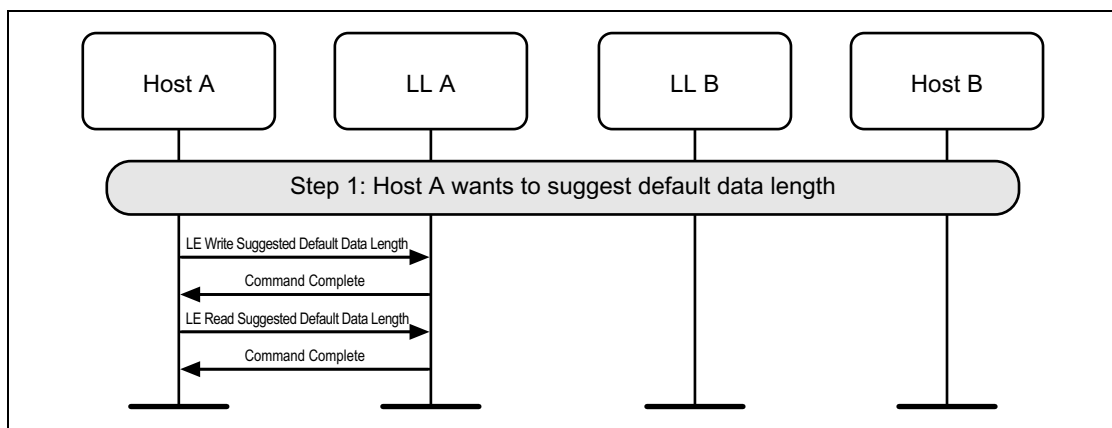 Host A
LL A
LL B
Host B
Step 1: Host A wants to suggest default data length
LE Write Suggested Default Data Length
Command Complete
LE Read Suggested Default Data Length
Command Complete